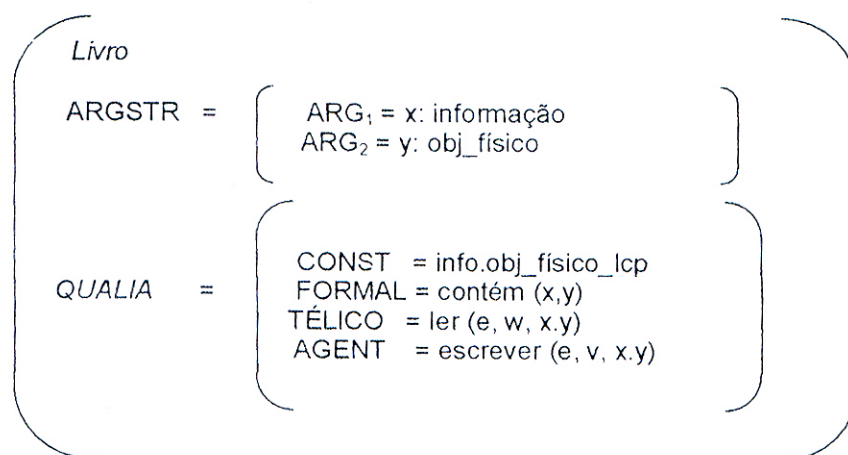 Livro
ARGSTR = ARG₁ = x: informação
ARG₂ = y: obj_físico
CONST = info.obj_físico_lcp
QUALIA = FORMAL = contém (x,y)
TÉLICO = ler (e, w, x.y)
AGENT = escrever (e, v, x.y)